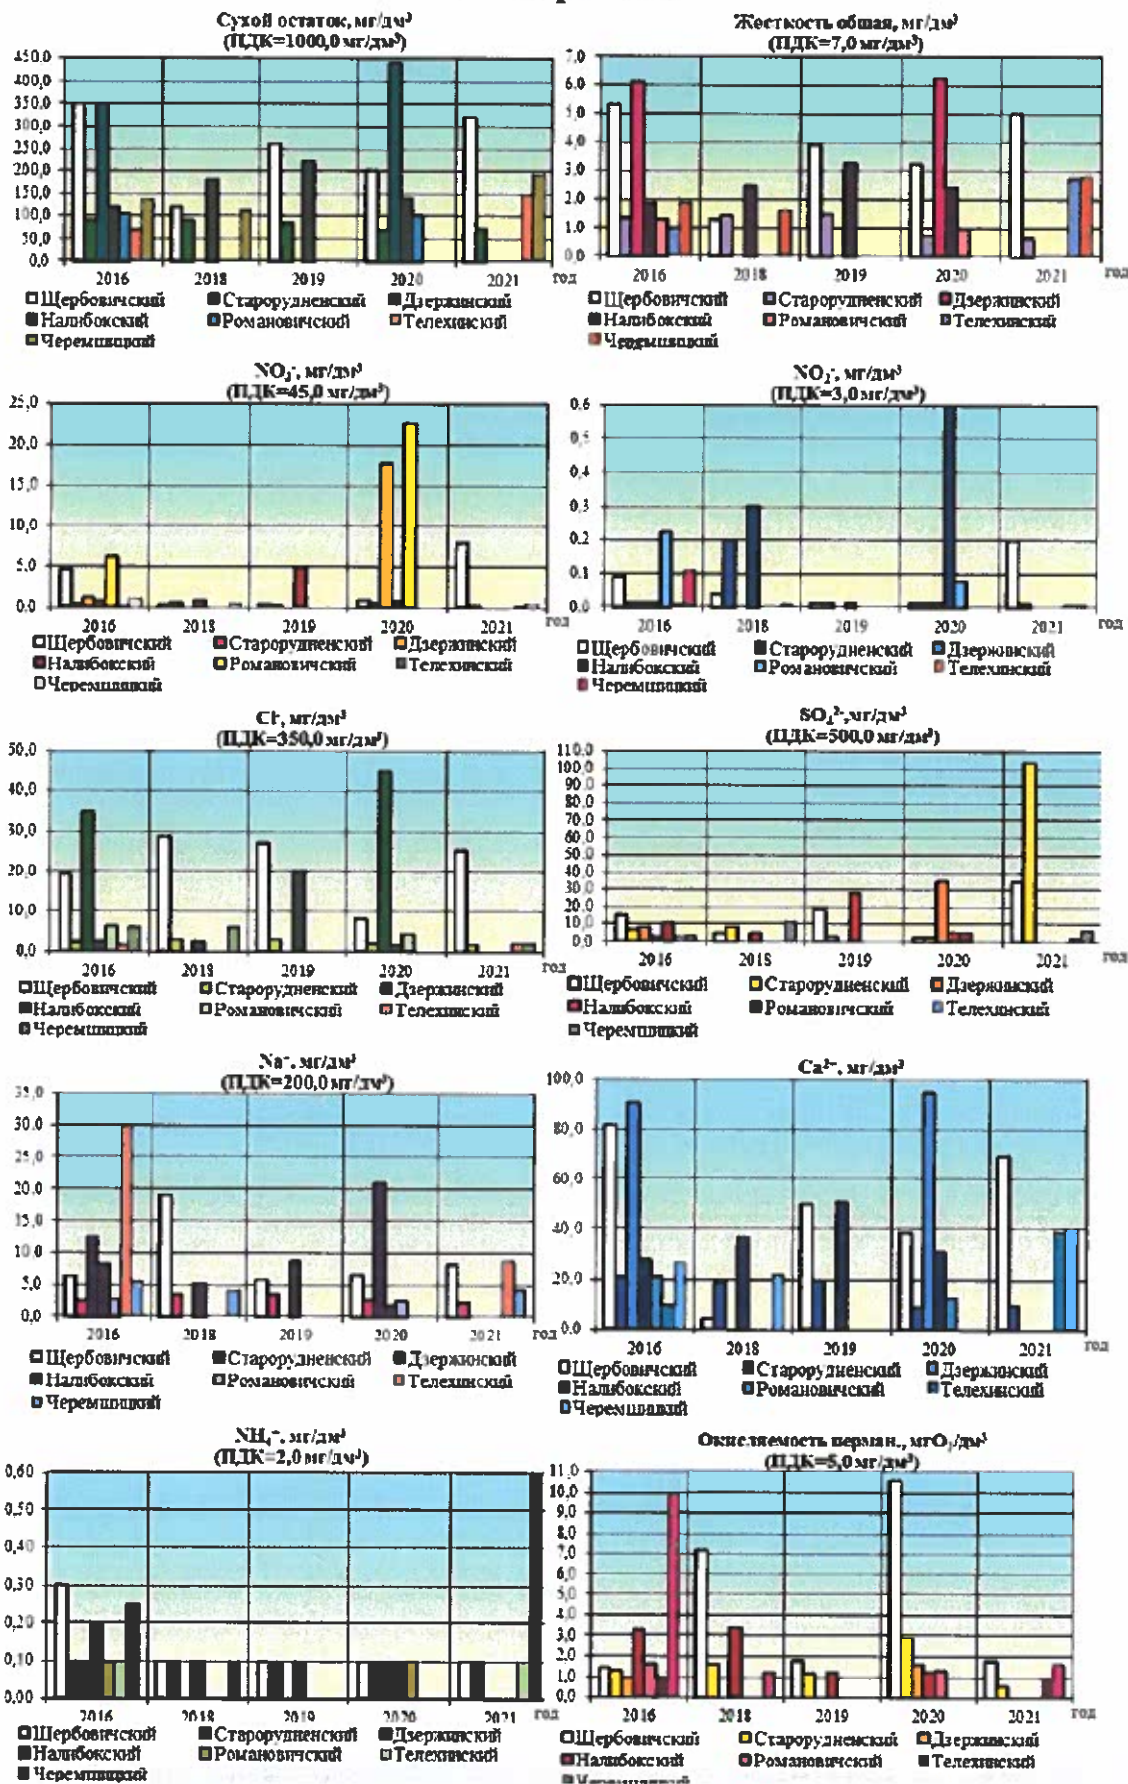 Сухой остаток, мг/дм³
(ПДК=1000,0 мг/дм³)
450,0
400,0
350,0
300,0
250,0
200,0
150,0
100,0
50,0
0,0
2016 2018 2019 2020 2021 год
Щербовичский Старорудненский Дзержинский
Налибокский Романовичский Телехинский
Черемшицкий
Жесткость общая, мг/дм³
(ПДК=7,0 мг/дм³)
7,0
6,0
5,0
4,0
3,0
2,0
1,0
0,0
2016 2018 2019 2020 2021 год
Щербовичский Старорудненский Дзержинский
Налибокский Романовичский Телехинский
Черемшицкий
мг/дм³
(ПДК=45,0 мг/дм³)
25,0
20,0
15,0
10,0
5,0
0,0
2016 2018 2019 2020 2021 год
Щербовичский Старорудненский Дзержинский
Налибокский Романовичский Телехинский
Черемшицкий
мг/дм³
(ПДК=3,0 мг/дм³)
0,6
0,4
0,3
0,2
0,1
0,0
2016 2018 2019 2020 2021 год
Щербовичский Старорудненский Дзержинский
Налибокский Романовичский Телехинский
Черемшицкий
Cl⁻, мг/дм³
(ПДК=350,0 мг/дм³)
50,0
40,0
30,0
20,0
10,0
0,0
2016 2018 2019 2020 2021 год
Щербовичский Старорудненский Дзержинский
Налибокский Романовичский Телехинский
Черемшицкий
SO₄²⁻, мг/дм³
(ПДК=500,0 мг/дм³)
110,0
100,0
90,0
80,0
70,0
60,0
50,0
40,0
30,0
20,0
10,0
0,0
2016 2018 2019 2020 2021 год
Щербовичский Старорудненский Дзержинский
Налибокский Романовичский Телехинский
Черемшицкий
Na⁺, мг/дм³
(ПДК=200,0 мг/дм³)
35,0
30,0
25,0
20,0
15,0
10,0
5,0
0,0
2016 2018 2019 2020 2021 год
Щербовичский Старорудненский Дзержинский
Налибокский Романовичский Телехинский
Черемшицкий
Ca²⁺, мг/дм³
100,0
80,0
60,0
40,0
20,0
0,0
2016 2018 2019 2020 2021 год
Щербовичский Старорудненский Дзержинский
Налибокский Романовичский Телехинский
Черемшицкий
NH₄⁺, мг/дм³
(ПДК=2,0 мг/дм³)
0,60
0,50
0,40
0,30
0,20
0,10
0,00
2016 2018 2019 2020 2021 год
Щербовичский Старорудненский Дзержинский
Налибокский Романовичский Телехинский
Черемшицкий
Окисляемость перман., мгО₂/дм³
(ПДК=5,0 мг/дм³)
11,0
10,0
9,0
8,0
7,0
6,0
5,0
4,0
3,0
2,0
1,0
0,0
2016 2018 2019 2020 2021 год
Щербовичский Старорудненский Дзержинский
Налибокский Романовичский Телехинский